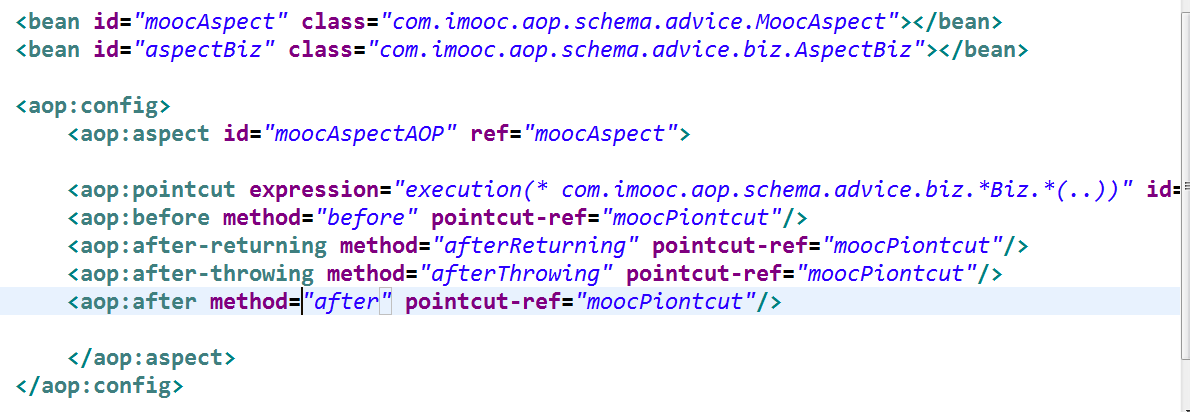 <bean id="moocAspect" class="com.imooc.aop.schema.advice.MoocAspect"></bean>
<bean id="aspectBiz" class="com.imooc.aop.schema.advice.biz.AspectBiz"></bean>
<aop:config>
<aop:aspect id="moocAspectAOP" ref="moocAspect">
<aop:pointcut expression="execution(* com.imooc.aop.schema.advice.biz.*Biz.*(..))" id=
<aop:before method="before" pointcut-ref="moocPiontcut"/>
<aop:after-returning method="afterReturning" pointcut-ref="moocPiontcut"/>
<aop:after-throwing method="afterThrowing" pointcut-ref="moocPiontcut"/>
<aop:after method="after" pointcut-ref="moocPiontcut"/>
</aop:aspect>
</aop:config>